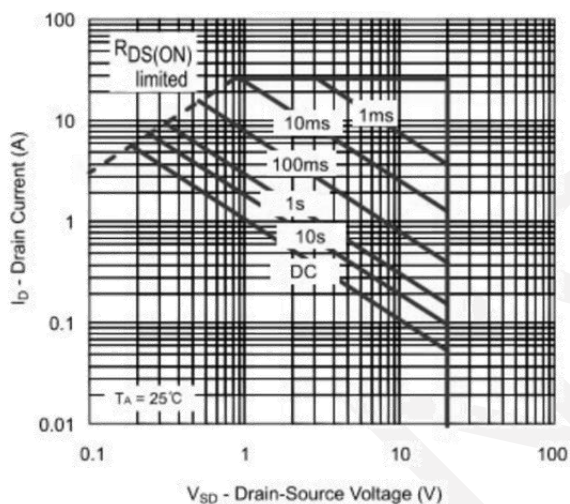 100
RDS(ON)
limited
1ms
10
10ms
100ms
1s
1
10s
DC
0.1
TA = 25℃
0.01
0.1
1
10
100
ID - Drain Current (A)
VSD - Drain-Source Voltage (V)